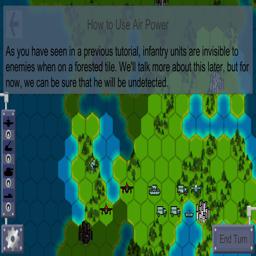 How to Use Air Power
As you have seen in a previous tutorial, infantry units are invisible to
enemies when on a forested tile. We'll talk more about this later, but for
now, we can be sure that he will be undetected.
End Turn